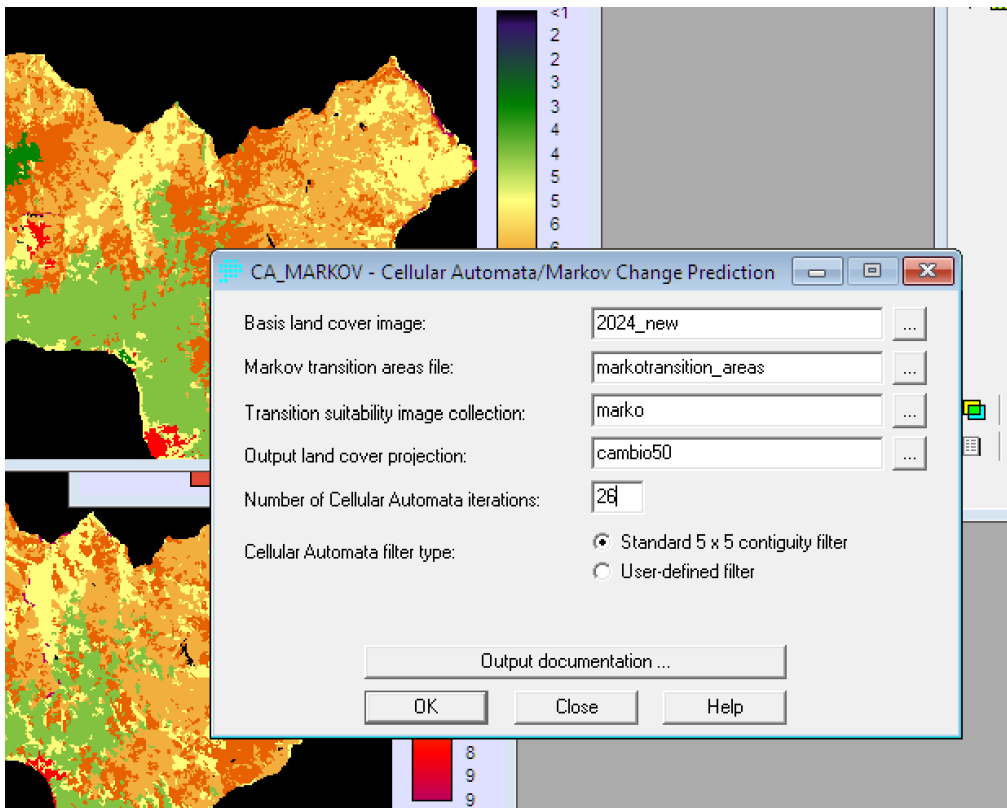 <1
2
2
3
3
4
4
5
5
6
6
CA_MARKOV - Cellular Automata/Markov Change Prediction
Basis land cover image: 2024_new ...
Markov transition areas file: markotransition_areas ...
Transition suitability image collection: marko ...
Output land cover projection: cambio50 ...
Number of Cellular Automata iterations: 26
Cellular Automata filter type: Standard 5 x 5 contiguity filter
User-defined filter
Output documentation ...
OK Close Help
8
9
9